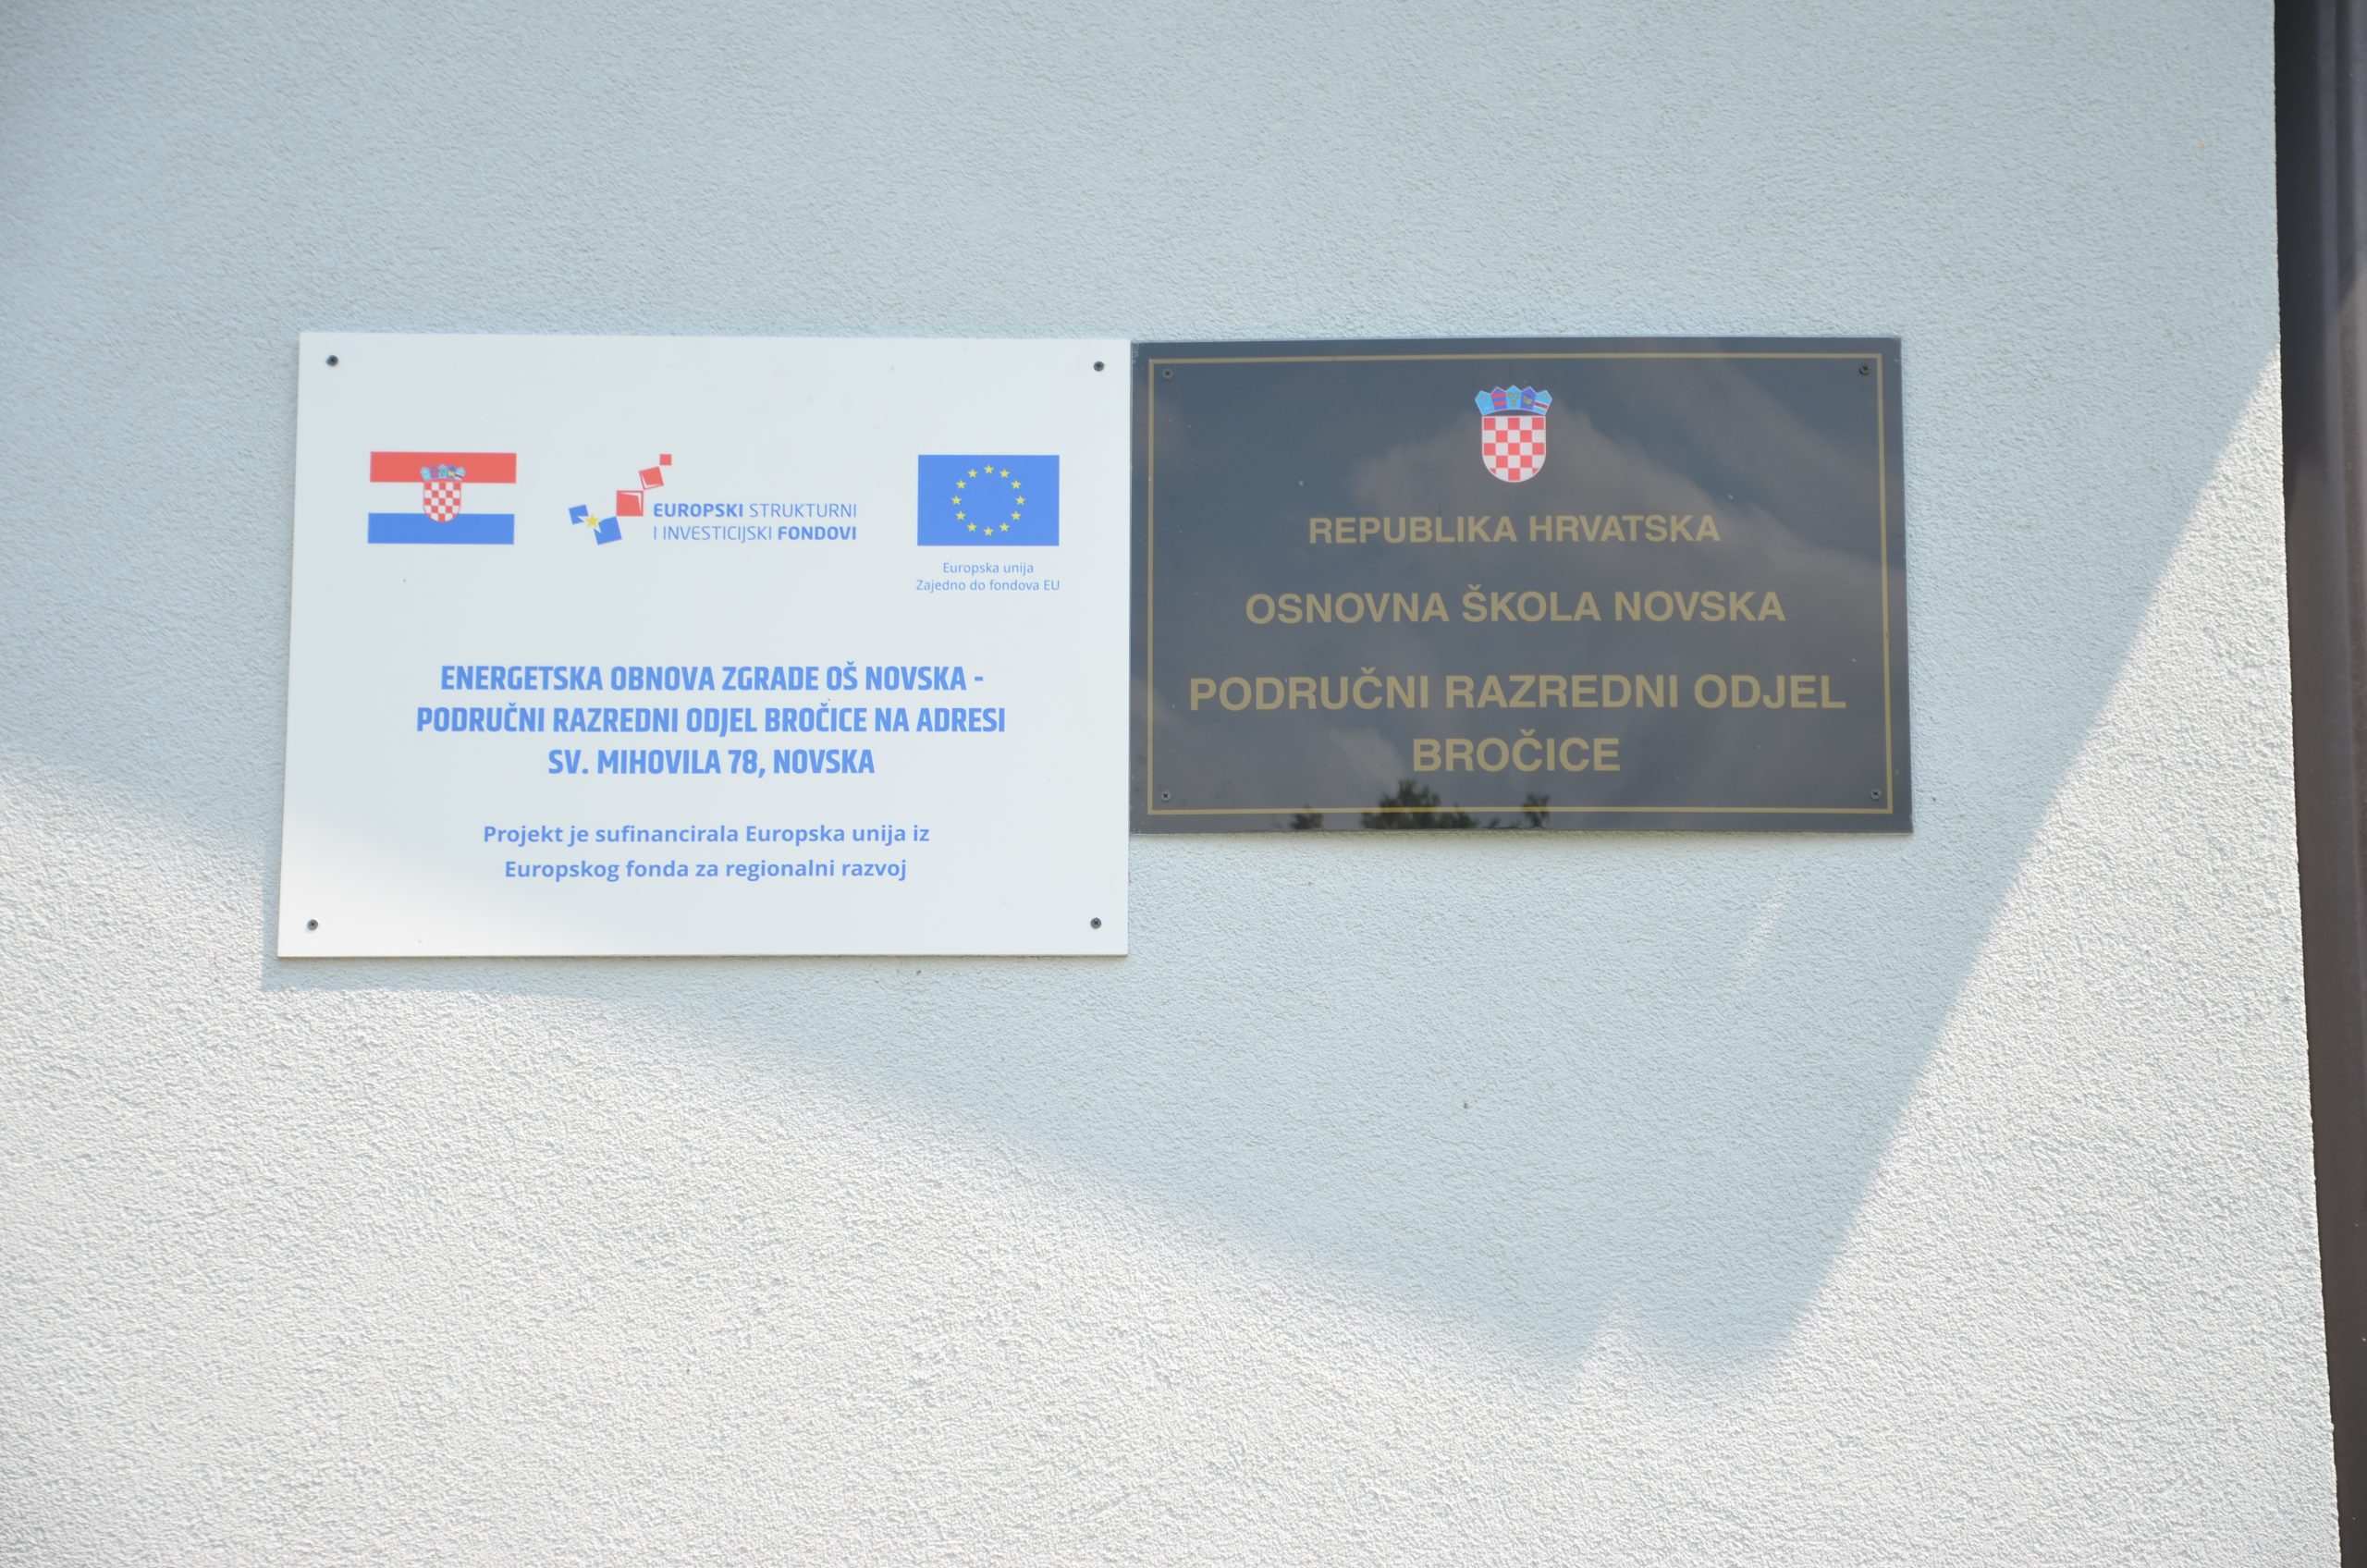 EUROPSKI STRUKTURNI
I INVESTICIJSKI FONDOVI
Europska unija
Zajedno do fondova EU
ENERGETSKA OBNOVA ZGRADE OŠ NOVSKA -
PODRUČNI RAZREDNI ODJEL BROČICE NA ADRESI
SV. MIHOVILA 78, NOVSKA
Projekt je sufinancirala Europska unija iz
Europskog fonda za regionalni razvoj
REPUBLIKA HRVATSKA
OSNOVNA ŠKOLA NOVSKA
PODRUČNI RAZREDNI ODJEL
BROČICE